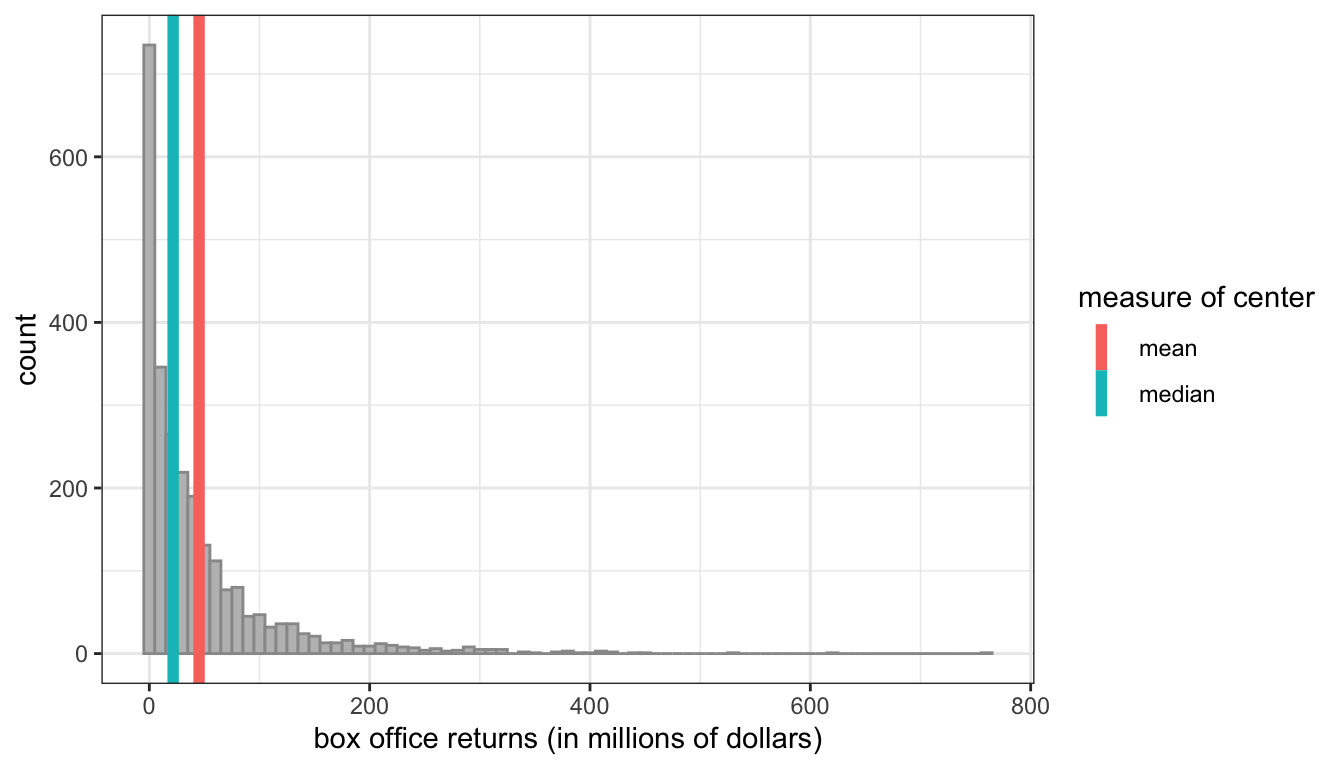 600
400
200
0
count
0 200 400 600 800
box office returns (in millions of dollars)
measure of center
mean
median